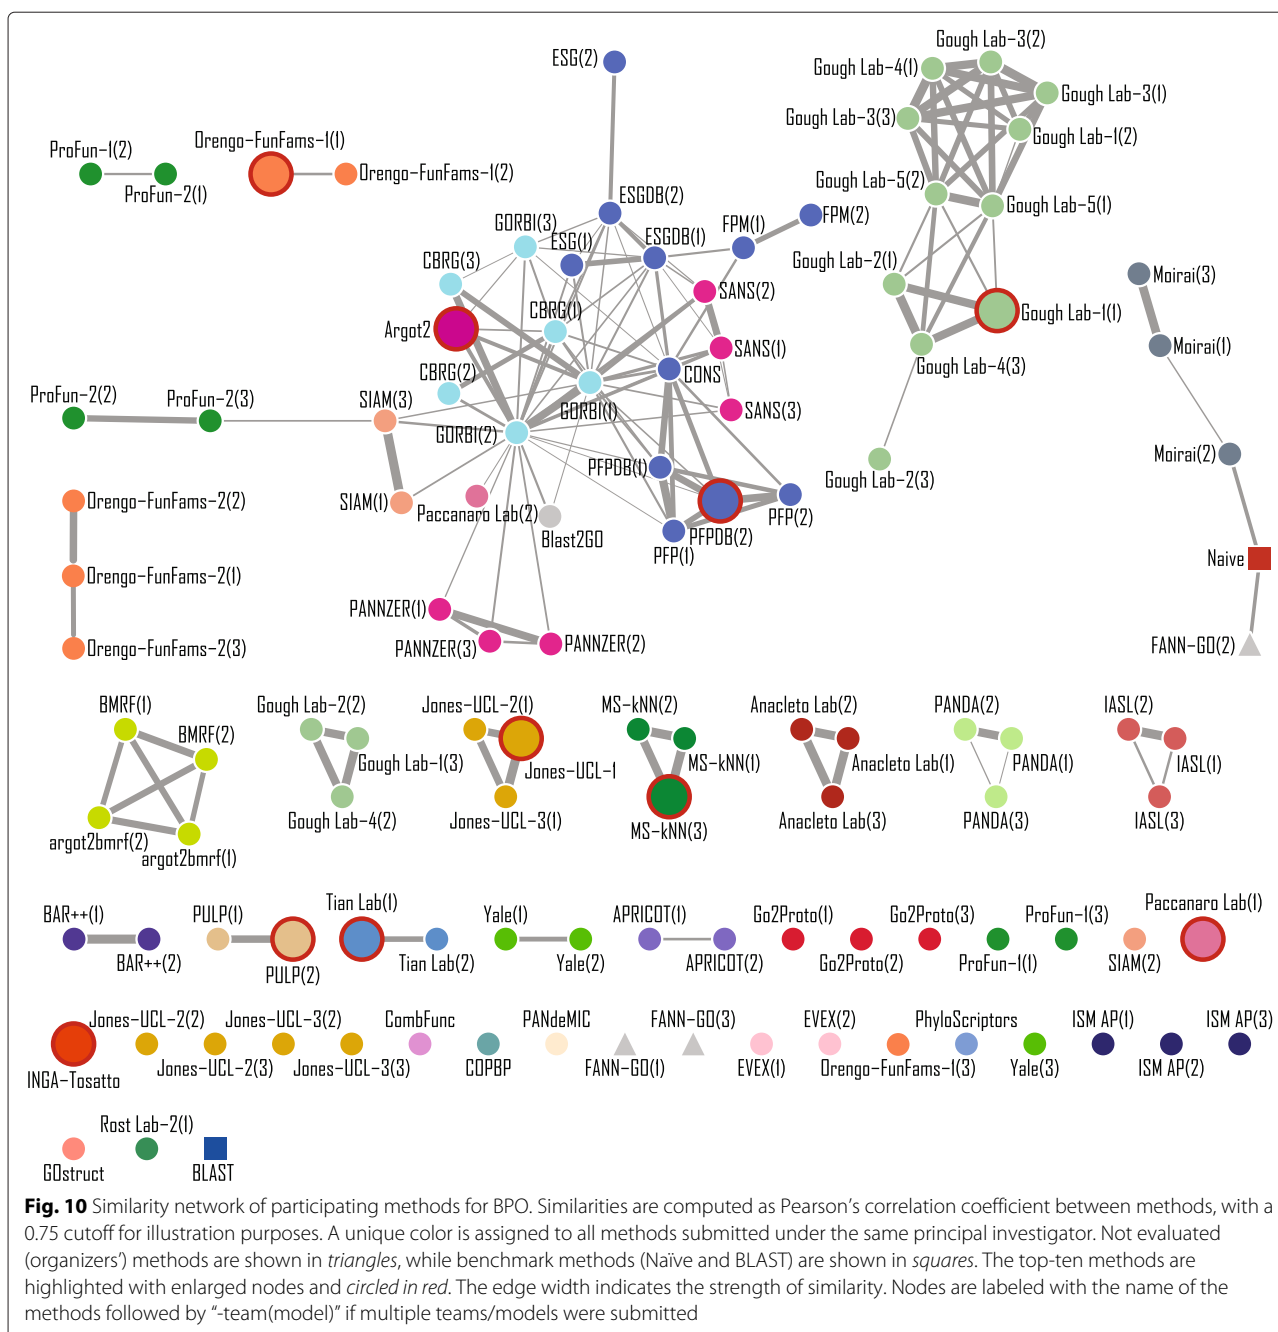 ESG(2)
Gough Lab−3(2)
Gough Lab−4(1)
Gough Lab−3(1)
Gough Lab−3(3)
Gough Lab−1(2)
ProFun−1(2)
Orengo−FunFams−1(1)
Orengo−FunFams−1(2)
ProFun−2(1)
Gough Lab−5(2)
Gough Lab−5(1)
ESGDB(2)
FPM(1)
FPM(2)
GORBI(3)
ESG(1)
ESGDB(1)
CBRG(3)
Gough Lab−2(1)
Moirai(3)
SANS(2)
CBRG(1)
Argot2
Gough Lab−1(1)
Moirai(1)
SANS(1)
Gough Lab−4(3)
CBRG(2)
CONS
ProFun−2(2)
ProFun−2(3)
SIAM(3)
GORBI(1)
SANS(3)
GORBI(2)
Moirai(2)
PFPDB(1)
Gough Lab−2(3)
Orengo−FunFams−2(2)
SIAM(1)
Paccanaro Lab(2)
PFP(2)
Blast2GO
PFPDB(2)
PFP(1)
Naive
Orengo−FunFams−2(1)
PANNZER(1)
Orengo−FunFams−2(3)
PANNZER(3)
PANNZER(2)
FANN−GO(2)
BMRF(1)
Gough Lab−2(2)
Jones−UCL−2(1)
MS−kNN(2)
Anacleto Lab(2)
PANDA(2)
IASL(2)
BMRF(2)
Gough Lab−1(3)
Jones−UCL−1
MS−kNN(1)
Anacleto Lab(1)
PANDA(1)
IASL(1)
argot2bmrf(2)
argot2bmrf(1)
Gough Lab−4(2)
Jones−UCL−3(1)
MS−kNN(3)
Anacleto Lab(3)
PANDA(3)
IASL(3)
BAR++(1)
PULP(1)
Tian Lab(1)
Yale(1)
APRICOT(1)
Go2Proto(1)
Go2Proto(3)
ProFun−1(3)
Paccanaro Lab(1)
BAR++(2)
PULP(2)
Tian Lab(2)
Yale(2)
APRICOT(2)
Go2Proto(2)
ProFun−1(1)
SIAM(2)
Jones−UCL−2(2)
Jones−UCL−3(2)
CombFunc
PANdeMIC
FANN−GO(3)
EVEX(2)
PhyloScriptors
ISM AP(1)
ISM AP(3)
INGA−Tosatto
Jones−UCL−2(3)
Jones−UCL−3(3)
COPBP
FANN−GO(1)
EVEX(1)
Orengo−FunFams−1(3)
Yale(3)
ISM AP(2)
Rost Lab−2(1)
GOstruct
BLAST
Fig. 10 Similarity network of participating methods for BPO. Similarities are computed as Pearson's correlation coefficient between methods, with a
0.75 cutoff for illustration purposes. A unique color is assigned to all methods submitted under the same principal investigator. Not evaluated
(organizers') methods are shown in triangles, while benchmark methods (Naïve and BLAST) are shown in squares. The top-ten methods are
highlighted with enlarged nodes and circled in red. The edge width indicates the strength of similarity. Nodes are labeled with the name of the
methods followed by "-team(model)" if multiple teams/models were submitted